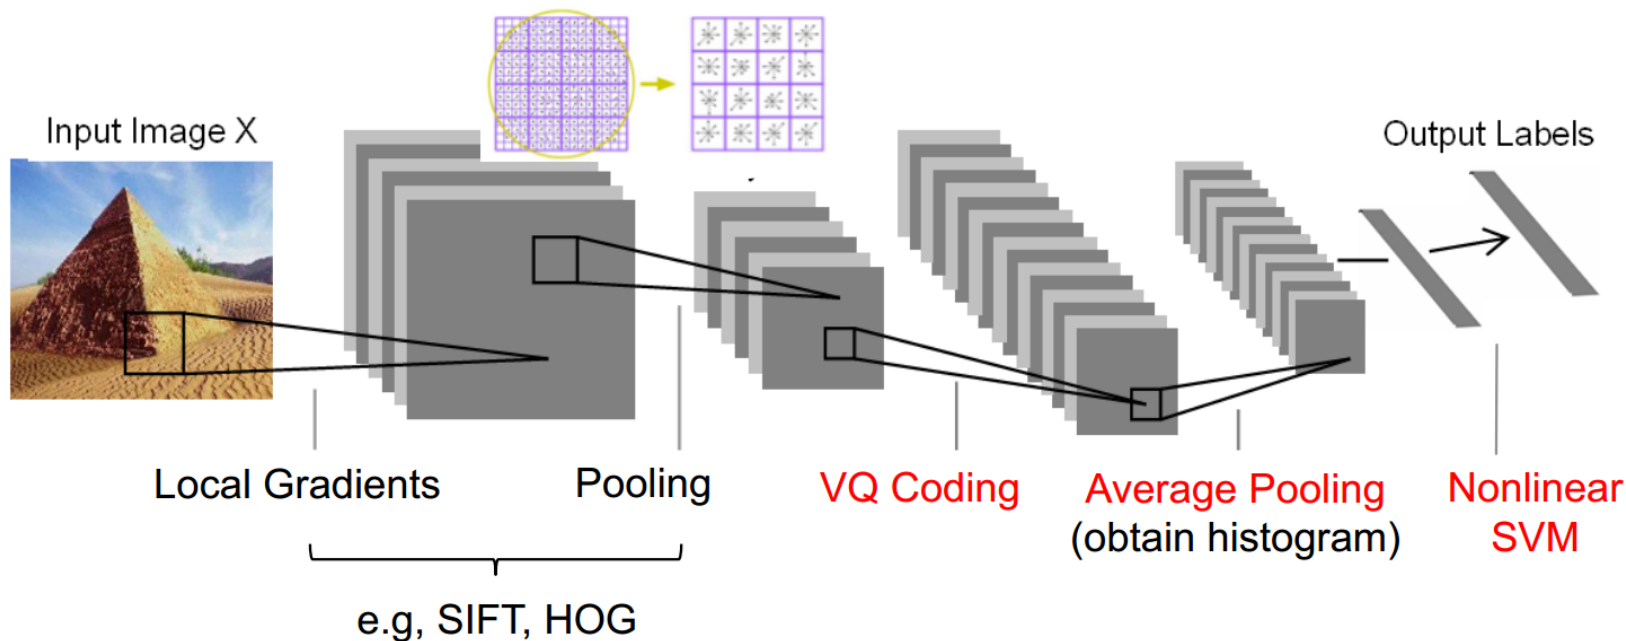 Input Image X
Output Labels
Local Gradients
Pooling
VQ Coding
Average Pooling
(obtain histogram)
Nonlinear
SVM
e.g, SIFT, HOG